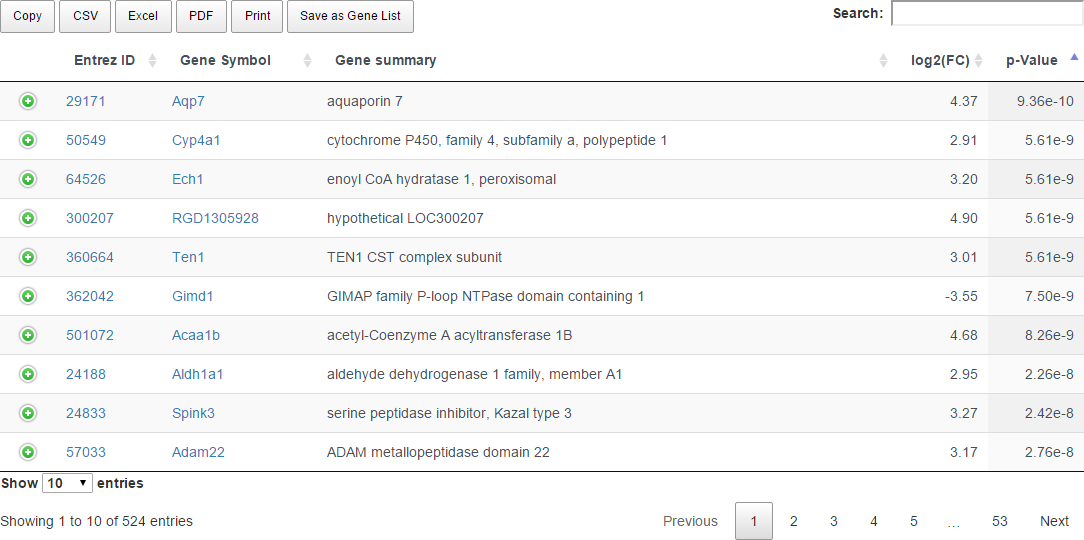 Copy CSV Excel PDF Print Save as Gene List Search:
Entrez ID Gene Symbol Gene summary log2(FC) p-Value
29171 Aqp7 aquaporin 7 4.37 9.36e-10
50549 Cyp4a1 cytochrome P450, family 4, subfamily a, polypeptide 1 2.91 5.61e-9
64526 Ech1 enoyl CoA hydratase 1, peroxisomal 3.20 5.61e-9
300207 RGD1305928 hypothetical LOC300207 4.90 5.61e-9
360664 Ten1 TEN1 CST complex subunit 3.01 5.61e-9
362042 Gimd1 GIMAP family P-loop NTPase domain containing 1 -3.55 7.50e-9
501072 Acaa1b acetyl-Coenzyme A acyltransferase 1B 4.68 8.26e-9
24188 Aldh1a1 aldehyde dehydrogenase 1 family, member A1 2.95 2.26e-8
24833 Spink3 serine peptidase inhibitor, Kazal type 3 3.27 2.42e-8
57033 Adam22 ADAM metallopeptidase domain 22 3.17 2.76e-8
Show 10 entries
Showing 1 to 10 of 524 entries Previous 1 2 3 4 5 … 53 Next